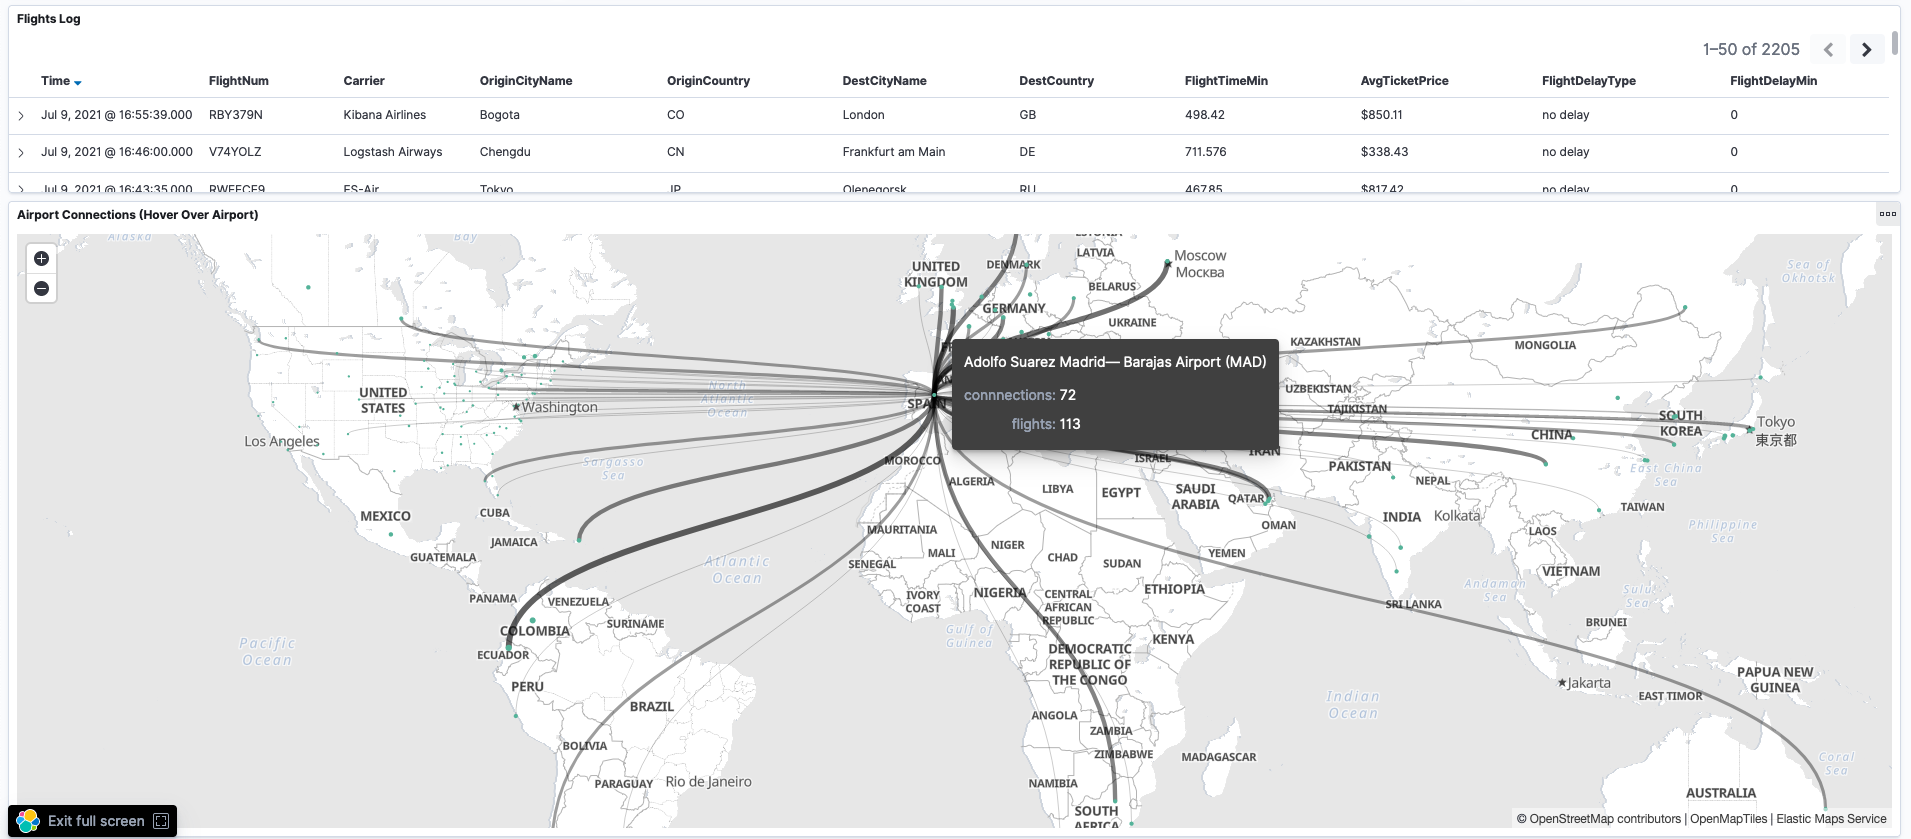 Flights Log
1–50 of 2205
Time FlightNum Carrier OriginCityName OriginCountry DestCityName DestCountry FlightTimeMin AvgTicketPrice FlightDelayType FlightDelayMin
Jul 9, 2021 @ 16:55:39.000 RBY379N Kibana Airlines Bogota CO London GB 498.42 $850.11 no delay 0
Jul 9, 2021 @ 16:46:00.000 V74YOLZ Logstash Airways Chengdu CN Frankfurt am Main DE 711.576 $338.43 no delay 0
Jul 9, 2021 @ 16:43:35.000 ES-Air Tokyo JP Olenegorsk RU 467.85 $817.42 no delay 0
Airport Connections (Hover Over Airport)
Alaska
Bay
ESTONIA
LATVIA
Moscow
Москва
Sea of
Okhotsk
UNITED
KINGDOM
DENMARK
BELARUS
GERMANY
UKRAINE
KAZAKHSTAN
MONGOLIA
Adolfo Suarez Madrid— Barajas Airport (MAD)
connnections: 72
flights: 113
North
Atlantic
Ocean
UNITED
STATES
Washington
SPAIN
UZBEKISTAN
TAJIKISTAN
SOUTH
KOREA
Tokyo
東京都
Los Angeles
CHINA
MOROCCO
ISRAEL
IRAN
PAKISTAN
East China
Sea
Sargasso
Sea
ALGERIA
LIBYA
EGYPT
SAUDI
ARABIA
QATAR
NEPAL
MEXICO
CUBA
INDIA
Kolkata
TAIWAN
Philippine
Sea
MAURITANIA
OMAN
LAOS
JAMAICA
GUATEMALA
Atlantic
Ocean
MALI
NIGER
CHAD
SUDAN
YEMEN
SENEGAL
VIETNAM
Andaman
Sea
Sulu
Sea
PANAMA
VENEZUELA
IVORY
COAST
NIGERIA
CENTRAL
AFRICAN
REPUBLIC
ETHIOPIA
SRI LANKA
COLOMBIA
SURINAME
Gulf of
Guinea
BRUNEI
Pacific
Ocean
ECUADOR
KENYA
DEMOCRATIC
REPUBLIC OF
THE CONGO
PERU
BRAZIL
Jakarta
EAST TIMOR
PAPUA NEW
GUINEA
Indian
Ocean
ANGOLA
ZAMBIA
BOLIVIA
ZIMBABWE
MADAGASCAR
Coral
Sea
PARAGUAY
Rio de Janeiro
NAMIBIA
AUSTRALIA
SOUTH
AFRICA
Exit full screen
© OpenStreetMap contributors | OpenMapTiles | Elastic Maps Service